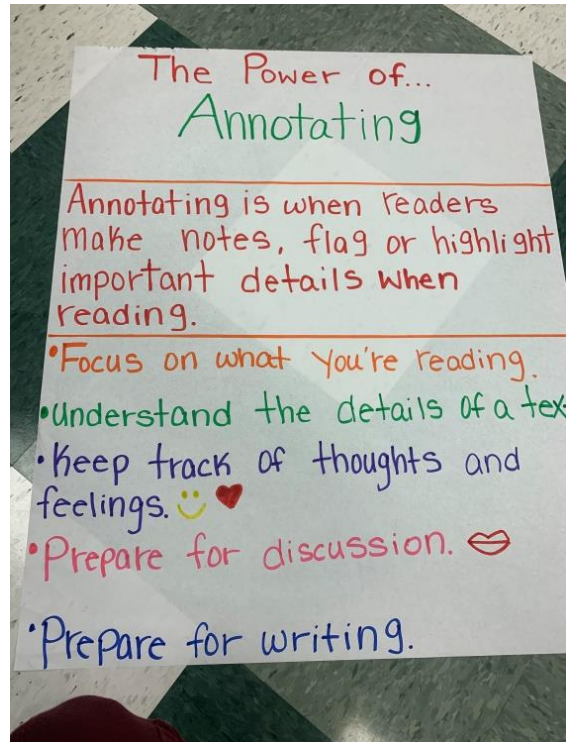 The Power of...
Annotating
Annotating is when readers
make notes, flag or highlight
important details when
reading.
•Focus on what you're reading.
•Understand the details of a tex
•Keep track of thoughts and
feelings.
•Prepare for discussion.
•Prepare for writing.